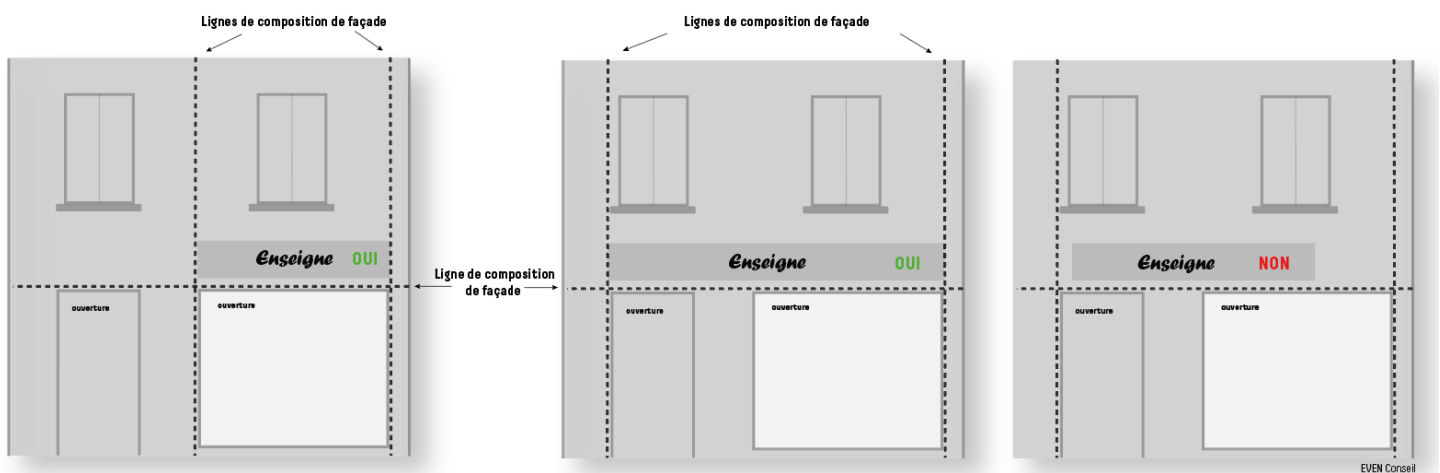 Lignes de composition de façade
Lignes de composition de façade
Enseigne OUI
Enseigne OUI
Enseigne NON
Ligne de composition
de façade
ouverture
ouverture
ouverture
ouverture
ouverture
ouverture
EVEN Conseil